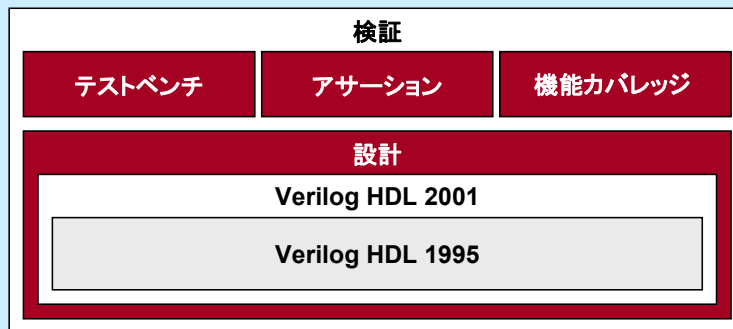 検証
テストベンチ
アサーション
機能カバレッジ
設計
Verilog HDL 2001
Verilog HDL 1995